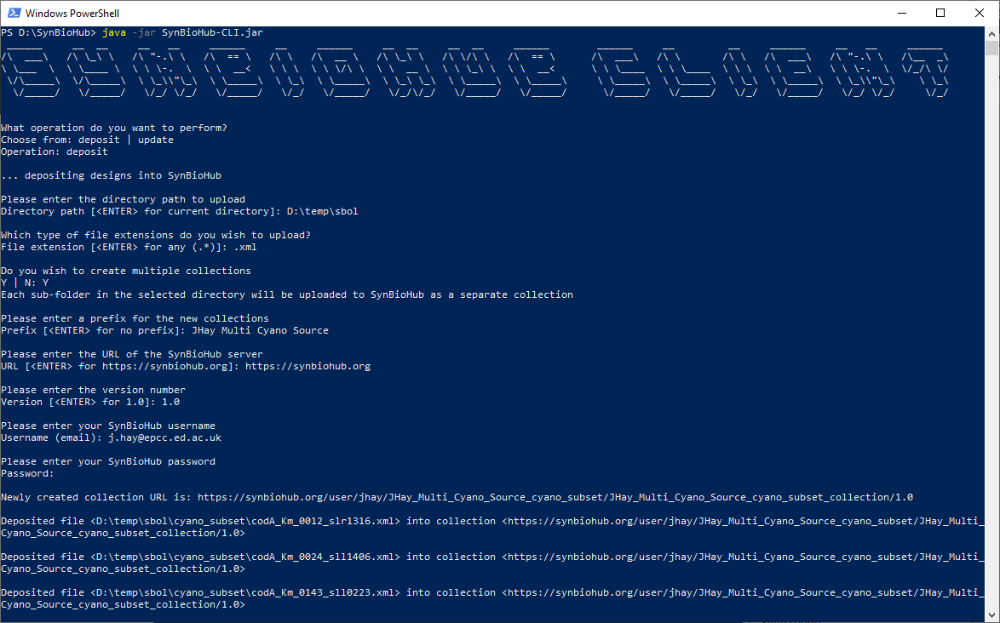 Windows PowerShell
PS D:\SynBioHub> java -jar SynBioHub-CLI.jar
SYNBIOHUB CLIENT
What operation do you want to perform?
Choose from: deposit | update
Operation: deposit
... depositing designs into SynBioHub
Please enter the directory path to upload
Directory path [<ENTER> for current directory]: D:\temp\sbol
Which type of file extensions do you wish to upload?
File extension [<ENTER> for any (.*)]: .xml
Do you wish to create multiple collections
Y | N: Y
Each sub-folder in the selected directory will be uploaded to SynBioHub as a separate collection
Please enter a prefix for the new collections
Prefix [<ENTER> for no prefix]: JHay Multi Cyano Source
Please enter the URL of the SynBioHub server
URL [<ENTER> for https://synbiohub.org]: https://synbiohub.org
Please enter the version number
Version [<ENTER> for 1.0]: 1.0
Please enter your SynBioHub username
Username (email): j.hay@epcc.ed.ac.uk
Please enter your SynBioHub password
Password:
Newly created collection URL is: https://synbiohub.org/user/jhay/JHay_Multi_Cyano_Source_cyano_subset/JHay_Multi_Cyano_Source_cyano_subset_collection/1.0
Deposited file <D:\temp\sbol\cyano_subset\codA_Km_0012_slr1316.xml> into collection <https://synbiohub.org/user/jhay/JHay_Multi_Cyano_Source_cyano_subset/JHay_Multi_
Cyano_Source_cyano_subset_collection/1.0>
Deposited file <D:\temp\sbol\cyano_subset\codA_Km_0024_sll1406.xml> into collection <https://synbiohub.org/user/jhay/JHay_Multi_Cyano_Source_cyano_subset/JHay_Multi_
Cyano_Source_cyano_subset_collection/1.0>
Deposited file <D:\temp\sbol\cyano_subset\codA_Km_0143_sll0223.xml> into collection <https://synbiohub.org/user/jhay/JHay_Multi_Cyano_Source_cyano_subset/JHay_Multi_
Cyano_Source_cyano_subset_collection/1.0>